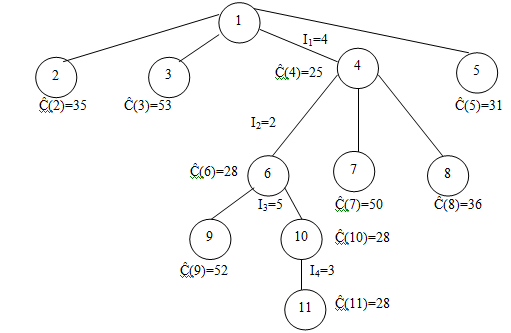 1
I₁=4
2
3
4
5
Ĉ(4)=25
Ĉ(2)=35
Ĉ(3)=53
Ĉ(5)=31
I₂=2
Ĉ(6)=28
6
7
8
I₃=5
Ĉ(7)=50
Ĉ(8)=36
9
10
Ĉ(10)=28
Ĉ(9)=52
I₄=3
11
Ĉ(11)=28